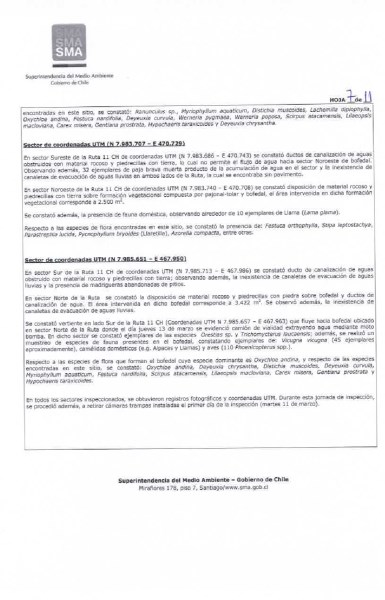 SMA
SMA
SMA
Superintendencia del Medio Ambiente
Gobierno de Chile
HOJA 7 de 11
encontradas en este sitio, se constató: Ranunculus sp., Myriophyllum aquaticum, Distichia muscoides, Lachemilla diplophylla,
Oxychloe andina, Festuca nardifolia, Deyeuxia curvula, Werneria pygmaea, Werneria poposa, Scirpus atacamensis, Lilaeopsis
macloviana, Carex misera, Gentiana prostrata, Hypochaeris taraxicoides y Deyeuxia chrysantha.
Sector de coordenadas UTM (N 7.983.707 – E 470.729)
En sector Sureste de la Ruta 11 CH de coordenadas UTM (N 7.983.686 – E 470.743) se constató ductos de canalización de aguas
obstruidos con material rocoso y piedrecillas con tierra, lo cual no permite el flujo de agua hacia sector Noroeste de bofedal.
Observando además, 32 ejemplares de paja brava muerta producto de la acumulación de agua en el sector y la inexistencia de
canaletas de evacuación de aguas lluvias en ambos lados de la Ruta, la cual se encontraba sin pavimento.
En sector Noroeste de la Ruta 11 CH de coordenadas UTM (N 7.983.740 – E 470.708) se constató disposición de material rocoso y
piedrecillas con tierra sobre formación vegetacional compuesta por pajonal-tolar y bofedal, el área intervenida en dicho formación
vegetacional corresponde a 2.500 m².
Se constató además, la presencia de fauna doméstica, observando alrededor de 10 ejemplares de Llama (Lama glama).
Respecto a las especies de flora encontradas en este sitio, se constató la presencia de: Festuca orthophylla, Stipa leptostachya,
Parastrephia lucida, Pycnophyllum bryoides (Llaretilla), Azorella compacta, entre otras.
Sector de coordenadas UTM (N 7.985.651 – E 467.950)
En sector Sur de la Ruta 11 CH de coordenadas UTM (N 7.985.713 – E 467.986) se constató ducto de canalización de aguas
obstruido con material rocoso y piedrecillas con tierra; observando además, la inexistencia de canaletas de evacuación de aguas
lluvias y la presencia de madrigueras abandonadas de
En sector Norte de la Ruta se constató la disposición de material rocoso y piedrecillas con piedra sobre bofedal y ductos de
canalización de agua. El área intervenida en dicho bofedal corresponde a 3.432 m². Se observó además, la inexistencia de
canaletas de evacuación de aguas lluvias.
Se constató vertiente en lado Sur de la Ruta 11 CH (Coordenadas UTM N 7.985.657 – E 467.963) que fluye hacia bofedal ubicado
en sector Norte de la Ruta donde el día jueves 13 de marzo se evidenció camión de vialidad extrayendo agua mediante moto
bomba. En dicho sector se constató ejemplares de las especies Orestias sp. y Trichomycterus laucaensis; además, se realizó un
muestreo de especies de fauna presentes en el bofedal, constatando ejemplares de: Vicugna vicugna (45 ejemplares
aproximadamente), camélidos domésticos (e.g. Alpacas y Llamas) y aves (110 Phoenicopterus spp.).
Respecto a las especies de flora que forman el bofedal cuya especie dominante es Oxychloe andina, y respecto de las especies
encontradas en este sitio, se constató: Oxychloe andina, Deyeuxia chrysantha, Distichia muscoides, Deyeuxia curvula,
Myriophyllum aquaticum, Festuca nardifolia, Scirpus atacamensis, Lilaeopsis macloviana, Carex misera, Gentiana prostrata y
Hypochaeris taraxicoides.
En todos los sectores inspeccionados, se obtuvieron registros fotográficos y coordenadas UTM. Durante esta jornada de inspección,
se procedió además, a retirar cámaras trampas instaladas el primer día de la inspección (martes 11 de marzo).
Superintendencia del Medio Ambiente – Gobierno de Chile
Miraflores 178, piso 7, Santiago/www.sma.gob.cl